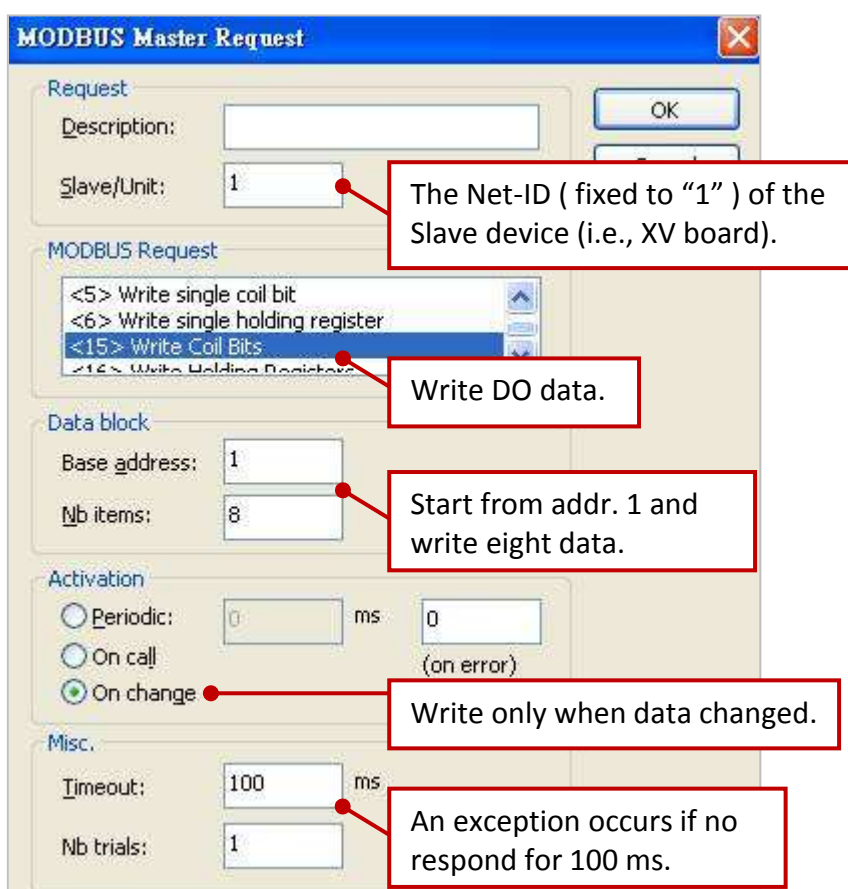 MODBUS Master Request
Request
OK
Description:
Slave/Unit:
1
The Net-ID ( fixed to “1” ) of the
Slave device (i.e., XV board).
MODBUS Request
<5> Write single coil bit
<6> Write single holding register
<15> Write Coil Bits
<16> Write Holding Registers
Write DO data.
Data block
Base address:
1
Nb items:
8
Start from addr. 1 and
write eight data.
Activation
Periodic:
0
ms
0
On call
(on error)
On change
Write only when data changed.
Misc.
Timeout:
100
ms
An exception occurs if no
respond for 100 ms.
Nb trials:
1